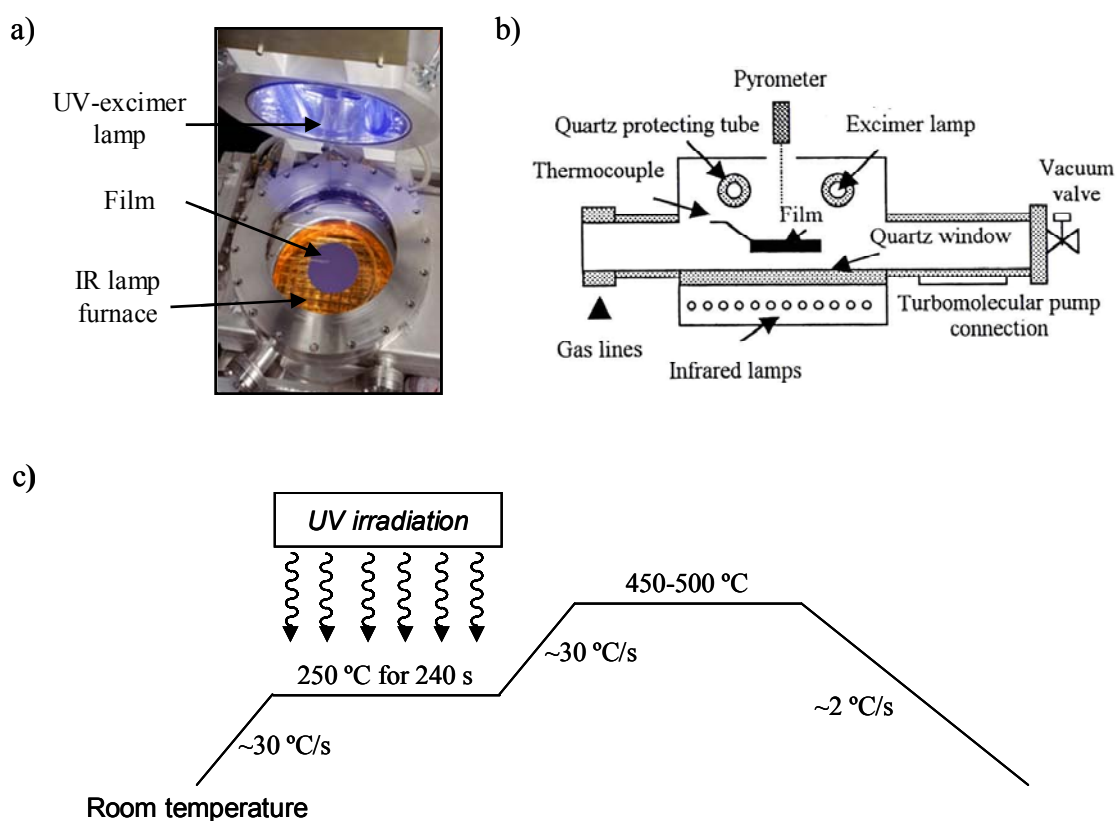 a)
UV-excimer
lamp
Film
IR lamp
furnace
b)
Pyrometer
Quartz protecting tube
Excimer lamp
Thermocouple
Vacuum
valve
Film
Quartz window
Gas lines
Turbomolecular pump
connection
Infrared lamps
c)
UV irradiation
450-500 ºC
250 ºC for 240 s
~30 ºC/s
~30 ºC/s
~2 ºC/s
Room temperature